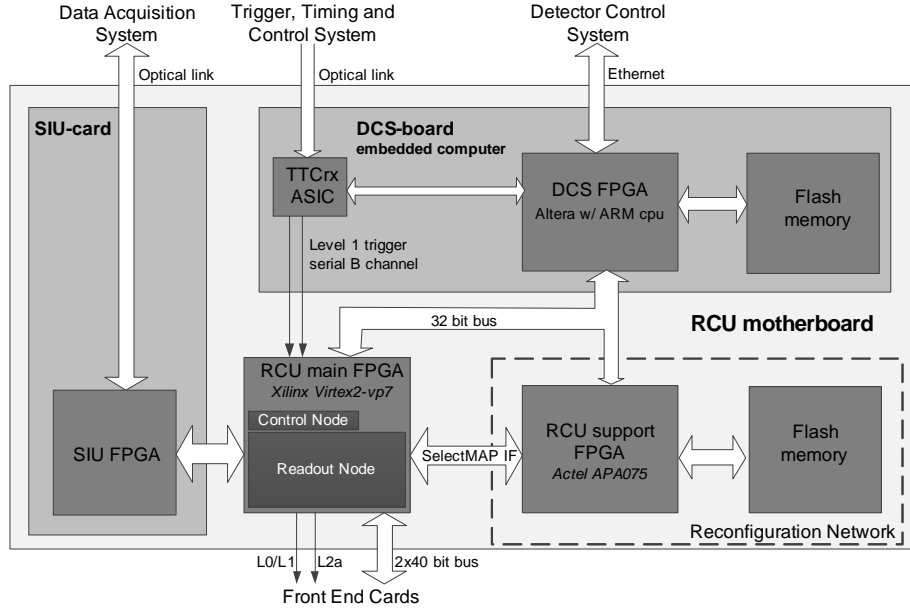 Data Acquisition
System
Trigger, Timing and
Control System
Detector Control
System
Optical link
Optical link
Ethernet
SIU-card
DCS-board
embedded computer
TTCrx
ASIC
DCS FPGA
Altera w/ ARM cpu
Flash
memory
Level 1 trigger
serial B channel
32 bit bus
RCU motherboard
RCU main FPGA
Xilinx Virtex2-vp7
Control Node
Readout Node
SIU FPGA
SelectMAP IF
RCU support
FPGA
Actel APA075
Flash
memory
Reconfiguration Network
L0/L1
L2a
2x40 bit bus
Front End Cards